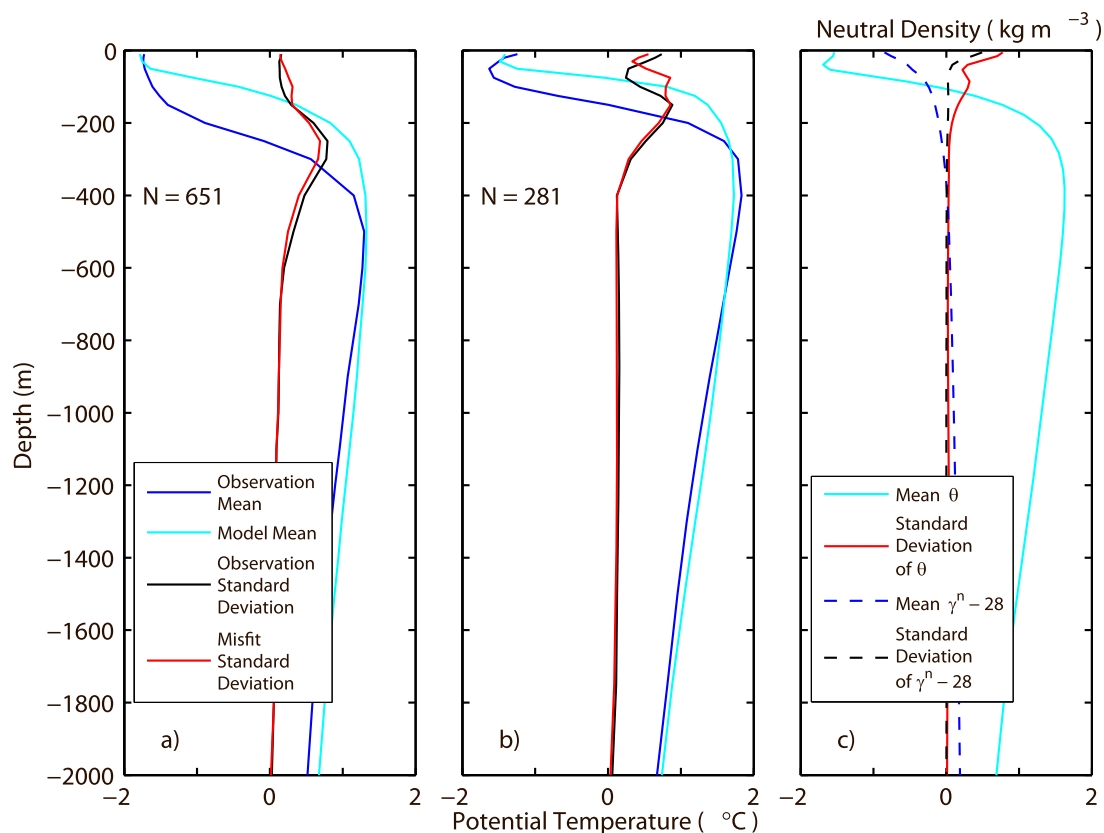 Neutral Density ( kg m ⁻³)
0
−200
−400
−600
−800
−1000
−1200
−1400
−1600
−1800
−2000
Depth (m)
N = 651
Observation
Mean
Model Mean
Observation
Standard
Deviation
Misfit
Standard
Deviation
a)
−2
0
2
N = 281
b)
0
2
Mean θ
Standard
Deviation
of θ
Mean γⁿ − 28
Standard
Deviation
of γⁿ − 28
c)
−2
0
2
−2
Potential Temperature ( °C)